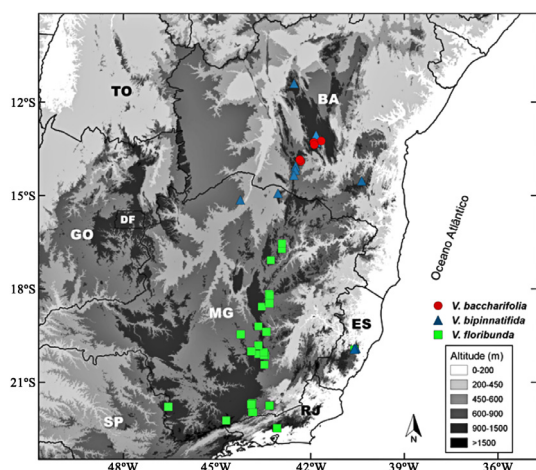 TO
BA
12°S
15°S
GO
DF
Oceano Atlântico
18°S
MG
ES
V. baccharifolia
V. bipinnatifida
V. floribunda
Altitude (m)
0-200
200-450
450-600
600-900
900-1500
>1500
21°S
SP
RJ
N
48°W
45°W
42°W
39°W
36°W